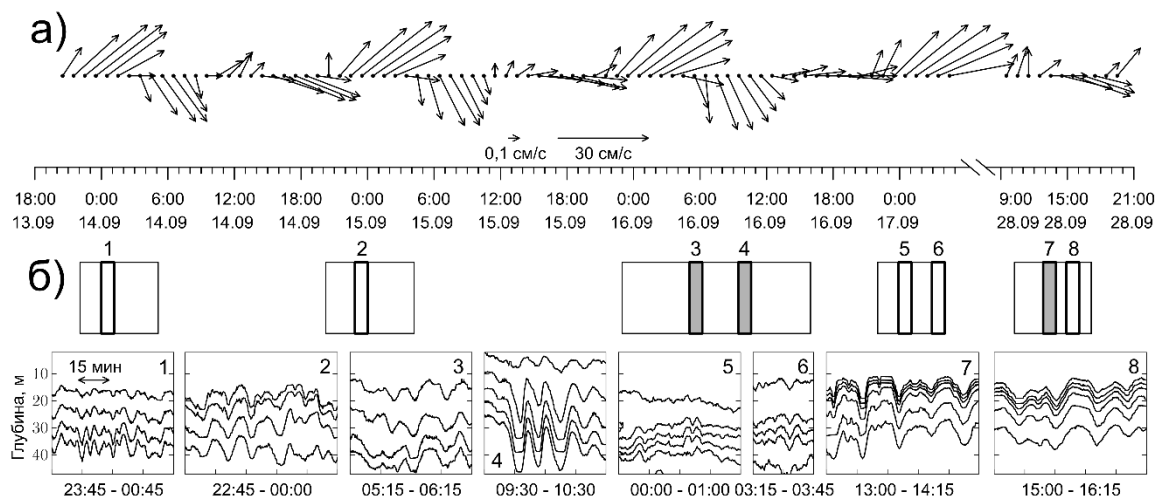 а)
0,1 см/с 30 см/с
18:00 0:00 6:00 12:00 18:00 0:00 6:00 12:00 18:00 0:00 6:00 12:00 18:00 0:00 9:00 15:00 21:00
13.09 14.09 14.09 14.09 14.09 15.09 15.09 15.09 15.09 16.09 16.09 16.09 16.09 17.09 28.09 28.09 28.09
б)
1 2 3 4 5 6 7 8
15 мин 1 2 3 4 5 6 7 8
Глубина, м
10
20
30
40
23:45 - 00:45 22:45 - 00:00 05:15 - 06:15 09:30 - 10:30 00:00 - 01:00 03:15 - 03:45 13:00 - 14:15 15:00 - 16:15